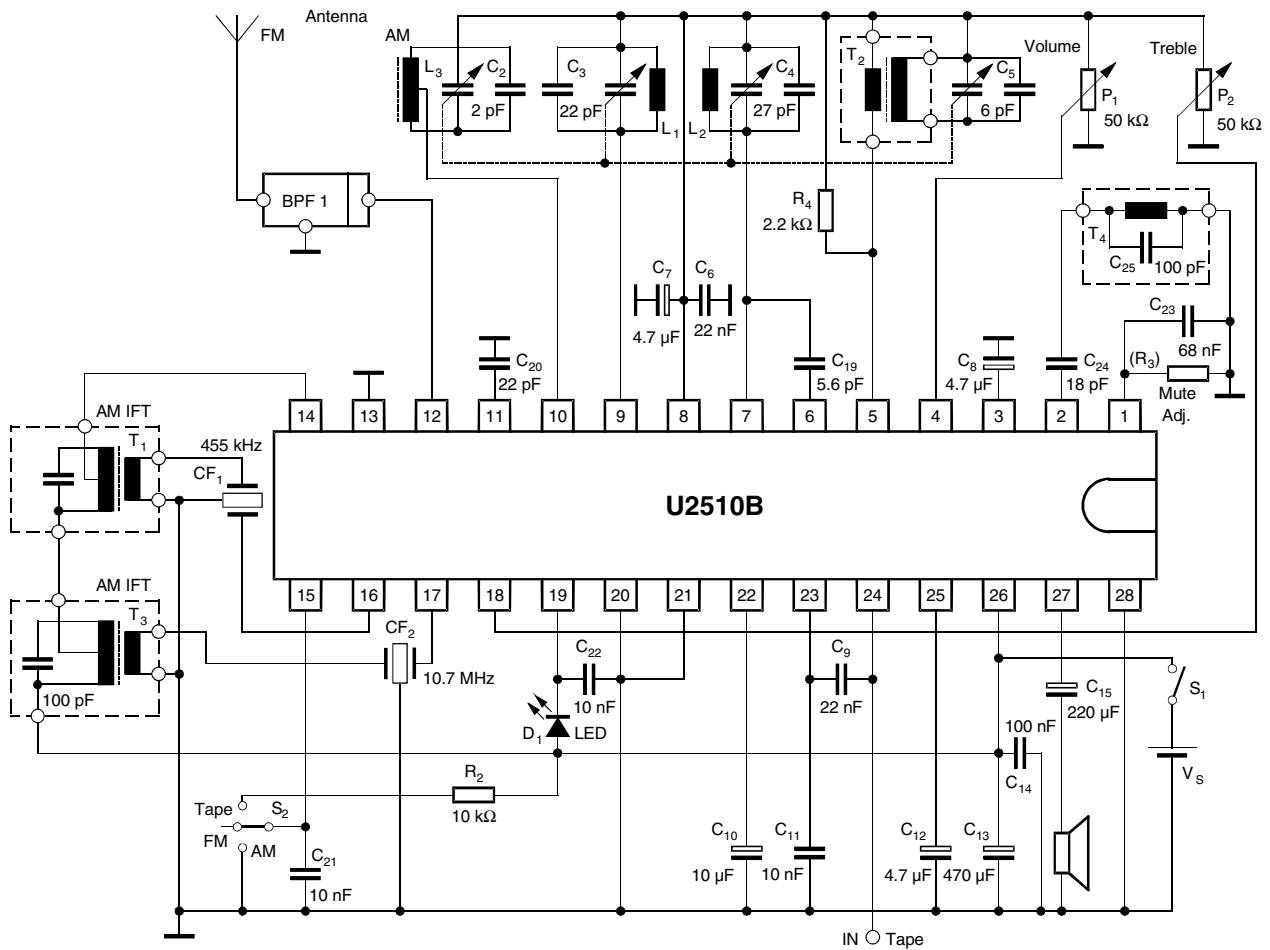 Antenna
FM
AM
L3
C2
2 pF
C3
22 pF
L1
L2
C4
27 pF
T2
C5
6 pF
Volume
P1
50 kΩ
Treble
P2
50 kΩ
BPF 1
R4
2.2 kΩ
T4
C25
100 pF
C7
4.7 µF
C6
22 nF
C23
68 nF
C20
22 pF
C19
5.6 pF
C8
4.7 µF
C24
18 pF
(R3)
Mute
Adj.
14 13 12 11 10 9 8 7 6 5 4 3 2 1
AM IFT
T1
455 kHz
CF1
U2510B
AM IFT
T3
100 pF
15 16 17 18 19 20 21 22 23 24 25 26 27 28
CF2
10.7 MHz
C22
10 nF
C9
22 nF
D1
LED
C15
220 µF
S1
100 nF
C14
VS
R2
10 kΩ
Tape
S2
FM
AM
C21
10 nF
C10
10 µF
C11
10 nF
C12
4.7 µF
C13
470 µF
IN
Tape